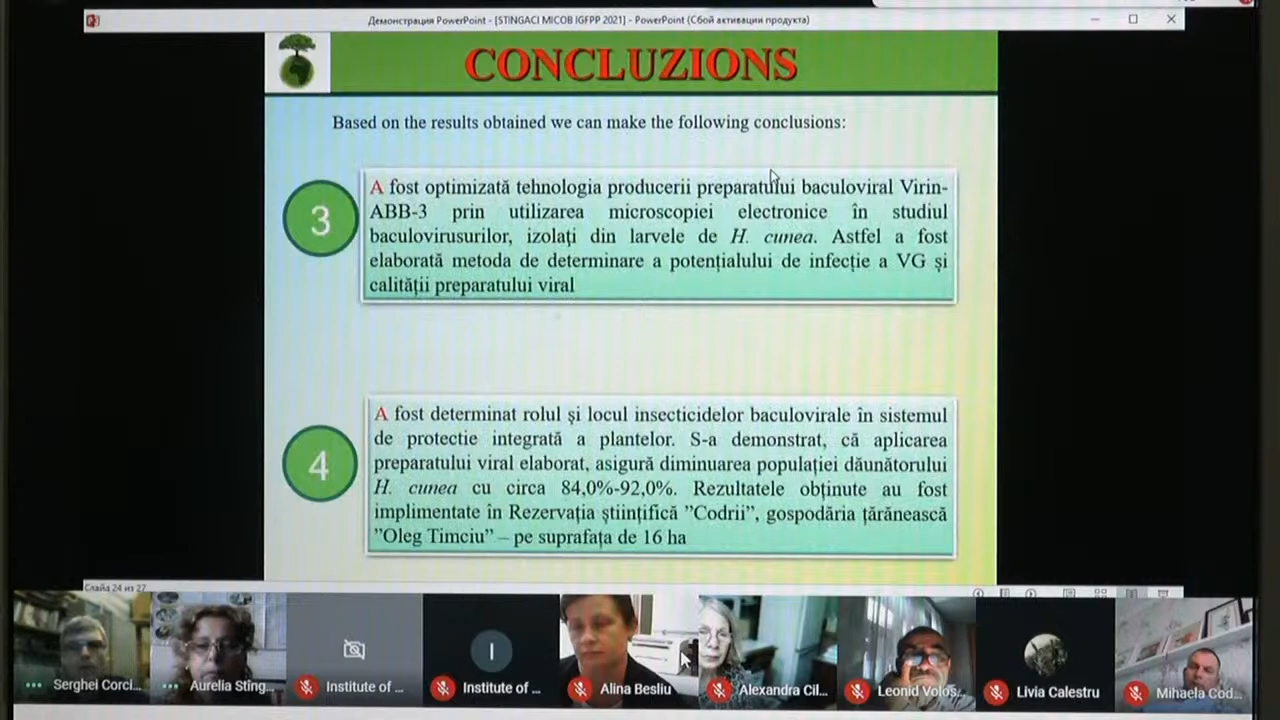 Демонстрация PowerPoint - [STINGACI MICOB IGFPP 2021] - PowerPoint (Сбой активации продукта)
CONCLUZIONS
Based on the results obtained we can make the following conclusions:
3
A fost optimizată tehnologia producerii preparatului baculoviral Virin-
ABB-3 prin utilizarea microscopiei electronice în studiul
baculovirusurilor, izolați din larvele de H. cunea. Astfel a fost
elaborată metoda de determinare a potențialului de infecție a VG și
calității preparatului viral
4
A fost determinat rolul și locul insecticidelor baculovirale în sistemul
de protectie integrată a plantelor. S-a demonstrat, că aplicarea
preparatului viral elaborat, asigură diminuarea populației dăunătorului
H. cunea cu circa 84,0%-92,0%. Rezultatele obținute au fost
implimentate în Rezervația științifică ”Codrii”, gospodăria țărănească
”Oleg Timciu” – pe suprafața de 16 ha
Слайд 24 из 27
I
Serghei Corci...
Aurelia Stîng...
Institute of ...
Institute of ...
Alina Besliu
Alexandra Cil...
Leonid Voloș...
Livia Calestru
Mihaela Cod...